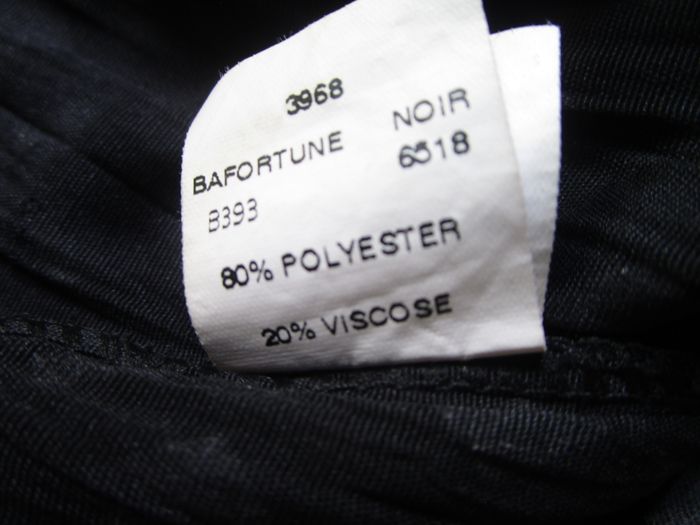 3968
BAFORTUNE NOIR
B393 6518
80% POLYESTER
20% VISCOSE